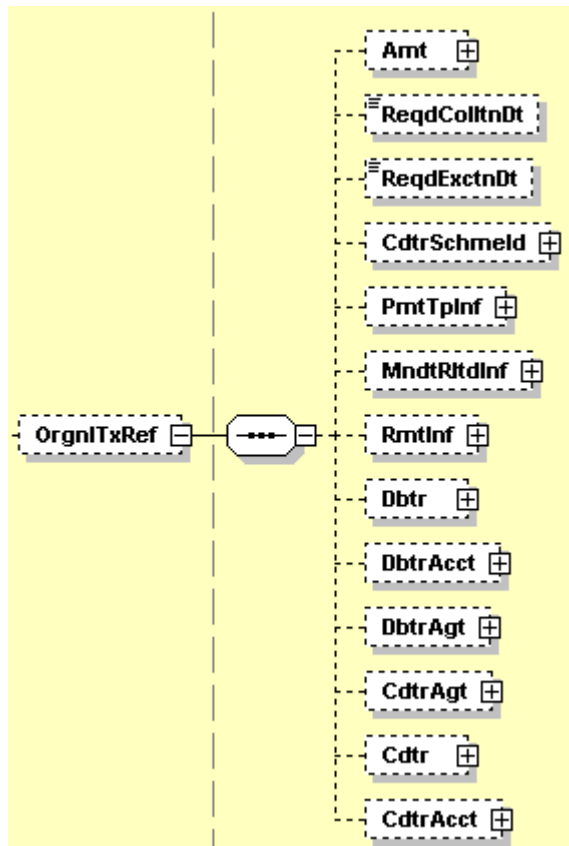 Amt
ReqdColltnDt
ReqdExctnDt
CdtrSchmeId
PmtTpInf
MndtRltdInf
OrgnlTxRef
RmtInf
Dbtr
DbtrAcct
DbtrAgt
CdtrAgt
Cdtr
CdtrAcct